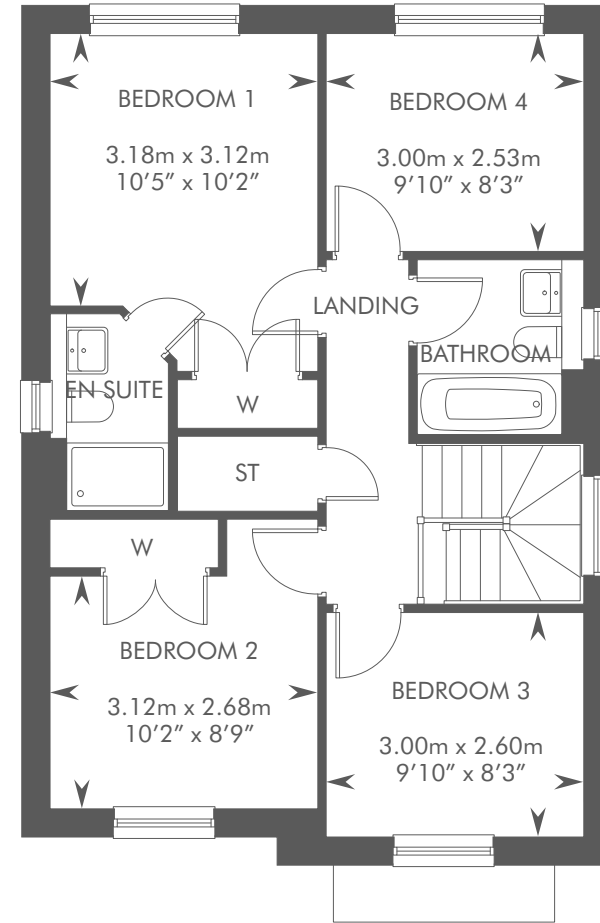 BEDROOM 1
3.18m x 3.12m
10’5” x 10’2”
BEDROOM 4
3.00m x 2.53m
9’10” x 8’3”
LANDING
BATHROOM
EN SUITE
W
ST
W
BEDROOM 2
3.12m x 2.68m
10’2” x 8’9”
BEDROOM 3
3.00m x 2.60m
9’10” x 8’3”